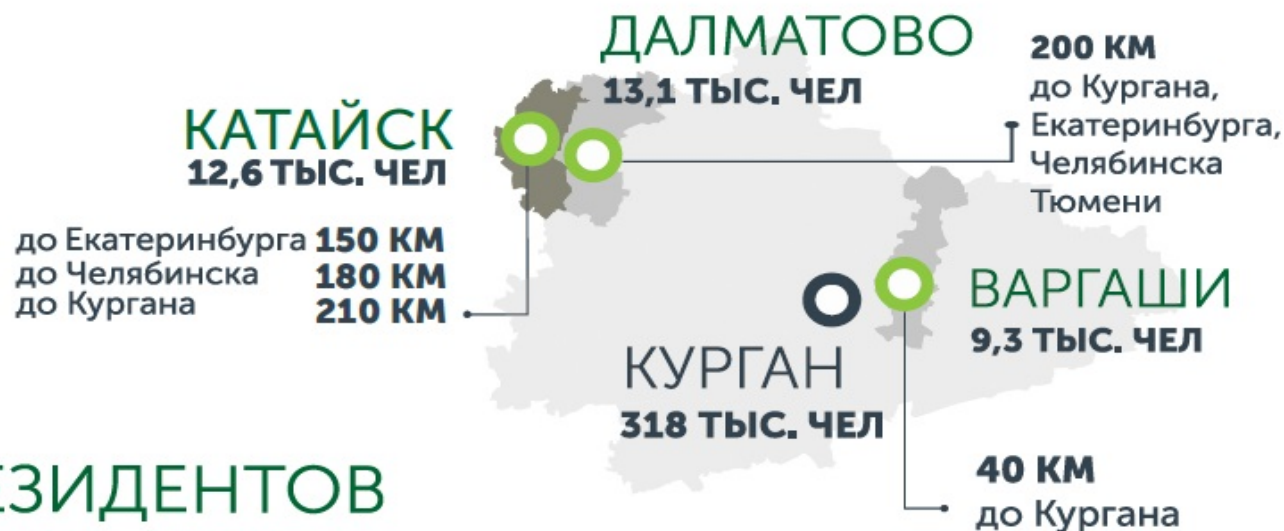 ДАЛМАТОВО
13,1 ТЫС. ЧЕЛ
200 КМ
до Кургана,
Екатеринбурга,
Челябинска
Тюмени
КАТАЙСК
12,6 ТЫС. ЧЕЛ
до Екатеринбурга 150 КМ
до Челябинска 180 КМ
до Кургана 210 КМ
ВАРГАШИ
9,3 ТЫС. ЧЕЛ
КУРГАН
318 ТЫС. ЧЕЛ
40 КМ
до Кургана
ЕЗИДЕНТОВ